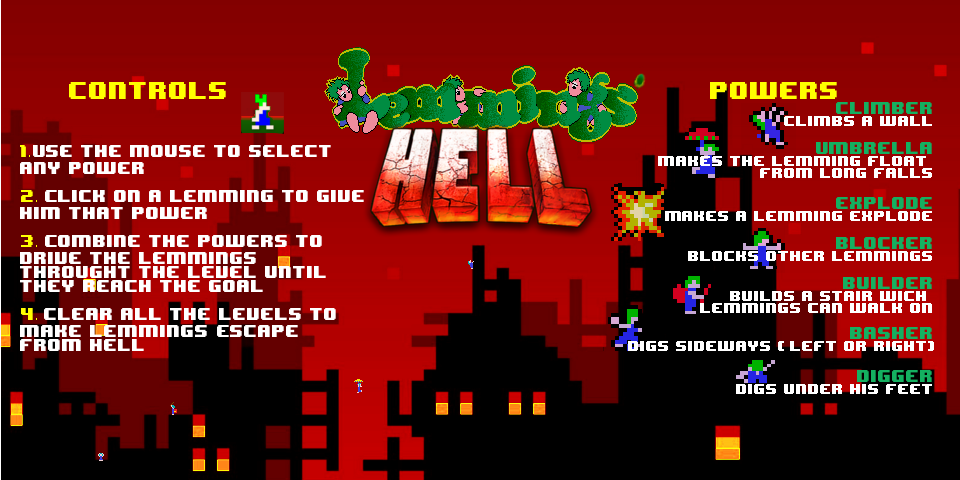 Lemmings
HELL
CONTROLS
1.USE THE MOUSE TO SELECT
ANY POWER
2. CLICK ON A LEMMING TO GIVE
HIM THAT POWER
3. COMBINE THE POWERS TO
DRIVE THE LEMMINGS
THROUGHT THE LEVEL UNTIL
THEY REACH THE GOAL
4. CLEAR ALL THE LEVELS TO
MAKE LEMMINGS ESCAPE
FROM HELL
POWERS
CLIMBER
CLIMBS A WALL
UMBRELLA
MAKES THE LEMMING FLOAT
FROM LONG FALLS
EXPLODE
MAKES A LEMMING EXPLODE
BLOCKER
BLOCKS OTHER LEMMINGS
BUILDER
BUILDS A STAIR WICH
LEMMINGS CAN WALK ON
BASHER
DIGS SIDEWAYS (LEFT OR RIGHT)
DIGGER
DIGS UNDER HIS FEET